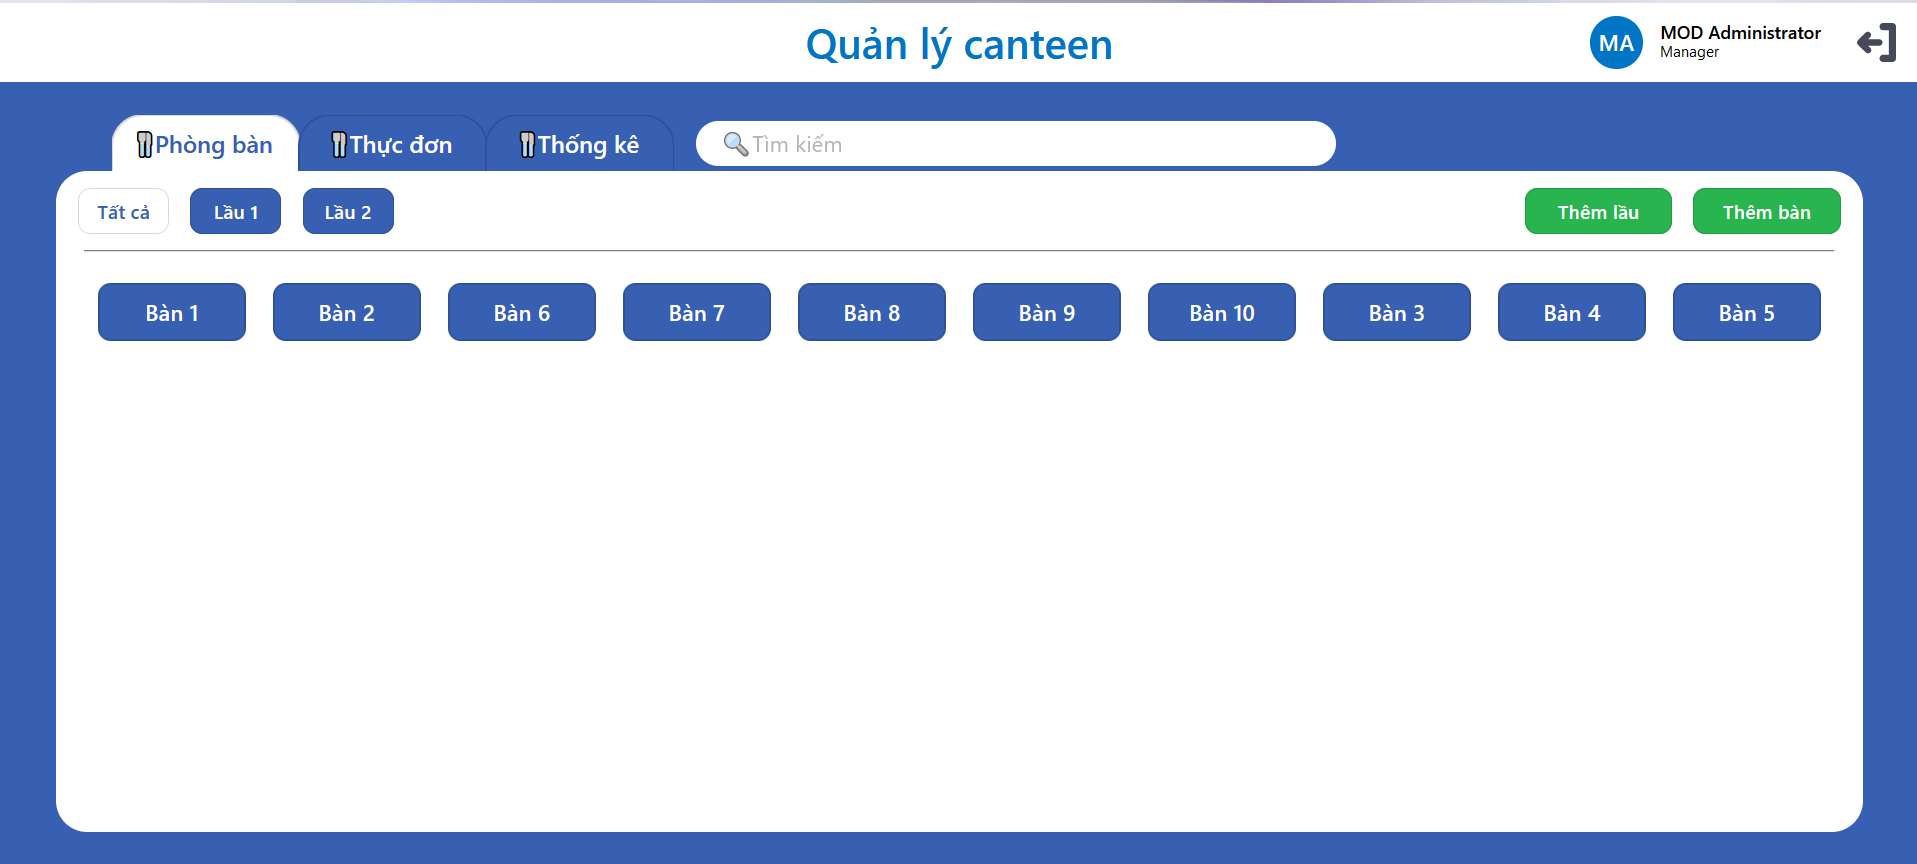 Quản lý canteen
MA
MOD Administrator
Manager
Phòng bàn
Thực đơn
Thống kê
Tìm kiếm
Tất cả
Lầu 1
Lầu 2
Thêm lầu
Thêm bàn
Bàn 1
Bàn 2
Bàn 6
Bàn 7
Bàn 8
Bàn 9
Bàn 10
Bàn 3
Bàn 4
Bàn 5